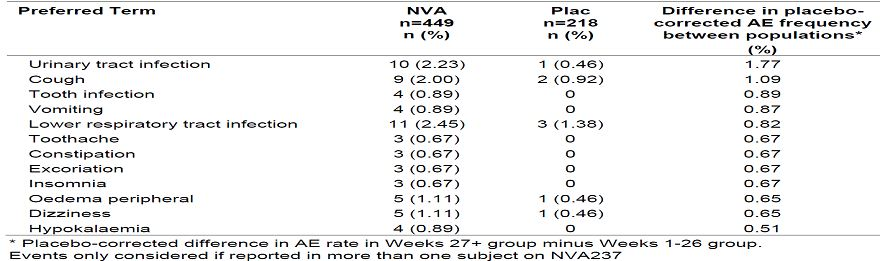 Preferred Term NVA Plac Difference in placebo-
n=449 n=218 corrected AE frequency
n (%) n (%) between populations*
(%)
Urinary tract infection 10 (2.23) 1 (0.46) 1.77
Cough 9 (2.00) 2 (0.92) 1.09
Tooth infection 4 (0.89) 0 0.89
Vomiting 4 (0.89) 0 0.87
Lower respiratory tract infection 11 (2.45) 3 (1.38) 0.82
Toothache 3 (0.67) 0 0.67
Constipation 3 (0.67) 0 0.67
Excoriation 3 (0.67) 0 0.67
Insomnia 3 (0.67) 0 0.67
Oedema peripheral 5 (1.11) 1 (0.46) 0.65
Dizziness 5 (1.11) 1 (0.46) 0.65
Hypokalaemia 4 (0.89) 0 0.51
* Placebo-corrected difference in AE rate in Weeks 27+ group minus Weeks 1-26 group.
Events only considered if reported in more than one subject on NVA237